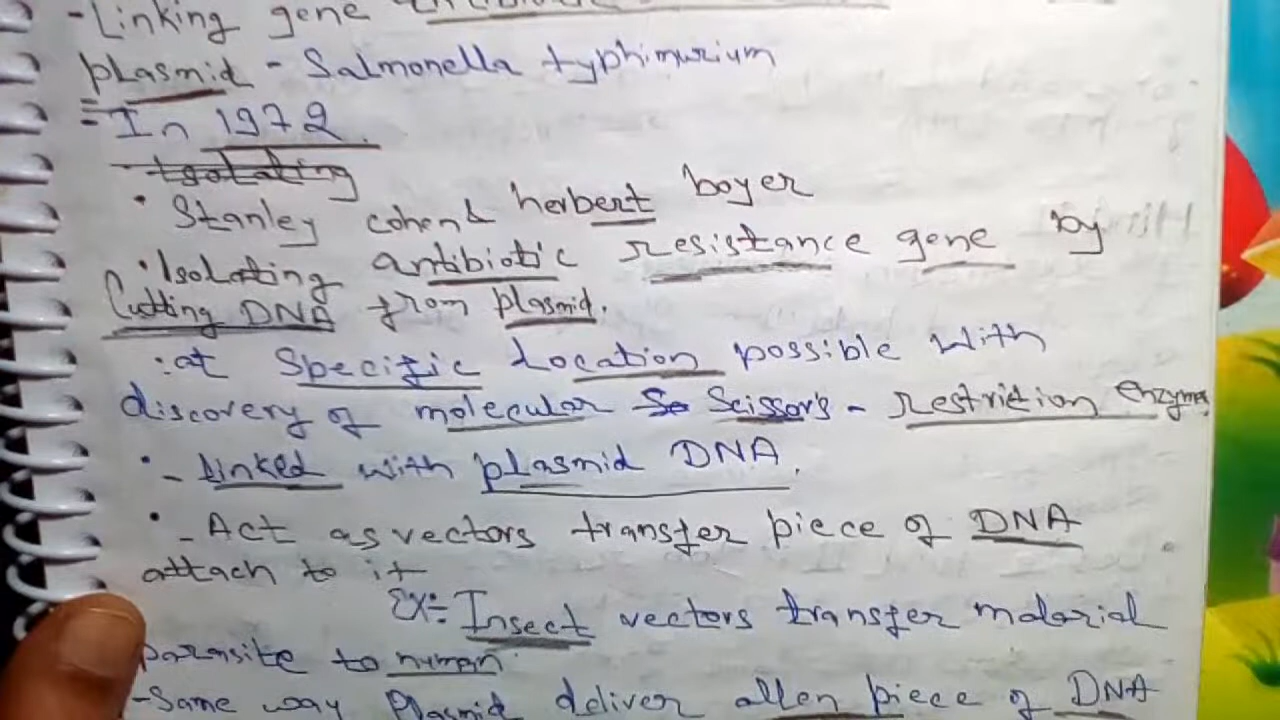 -Linking gene
plasmid - Salmonella typhimurium
- In 1972.
Isolating
• Stanley cohen & herbert boyer
• Isolating antibiotic resistance gene by
Cutting DNA from plasmid.
: at Specific Location possible with
discovery of molecular So Scissors - restriction enzymes
• - Linked with plasmid DNA.
• - Act as vectors transfer piece of DNA
attach to it
Ex:- Insect vectors transfer malarial
parasite to human
-Same way Plasmid deliver alien piece of DNA